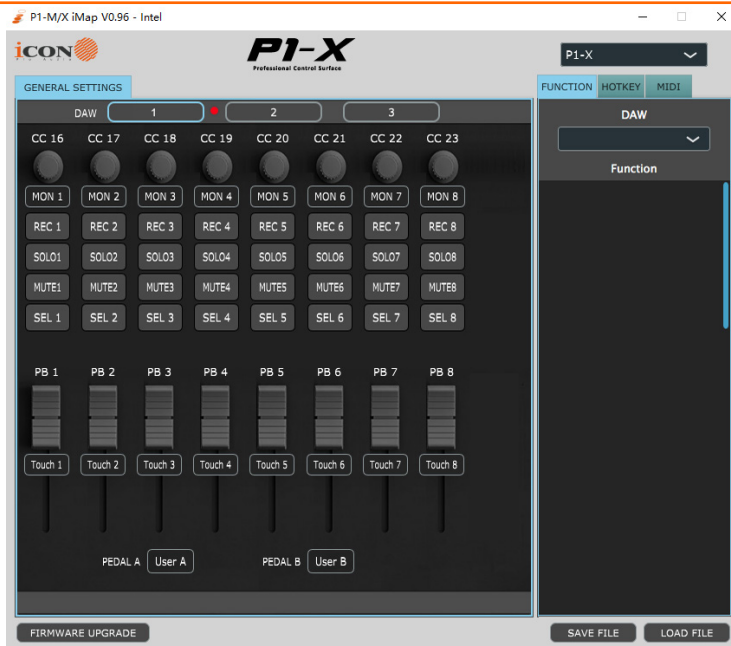 P1-M/X iMap V0.96 - Intel
iCON
P1-X
Professional Control Surface
P1-X
GENERAL SETTINGS
FUNCTION HOTKEY MIDI
DAW 1 2 3
DAW
CC 16 CC 17 CC 18 CC 19 CC 20 CC 21 CC 22 CC 23
Function
MON 1 MON 2 MON 3 MON 4 MON 5 MON 6 MON 7 MON 8
REC 1 REC 2 REC 3 REC 4 REC 5 REC 6 REC 7 REC 8
SOLO1 SOLO2 SOLO3 SOLO4 SOLO5 SOLO6 SOLO7 SOLO8
MUTE1 MUTE2 MUTE3 MUTE4 MUTE5 MUTE6 MUTE7 MUTE8
SEL 1 SEL 2 SEL 3 SEL 4 SEL 5 SEL 6 SEL 7 SEL 8
PB 1 PB 2 PB 3 PB 4 PB 5 PB 6 PB 7 PB 8
Touch 1 Touch 2 Touch 3 Touch 4 Touch 5 Touch 6 Touch 7 Touch 8
PEDAL A User A PEDAL B User B
FIRMWARE UPGRADE SAVE FILE LOAD FILE